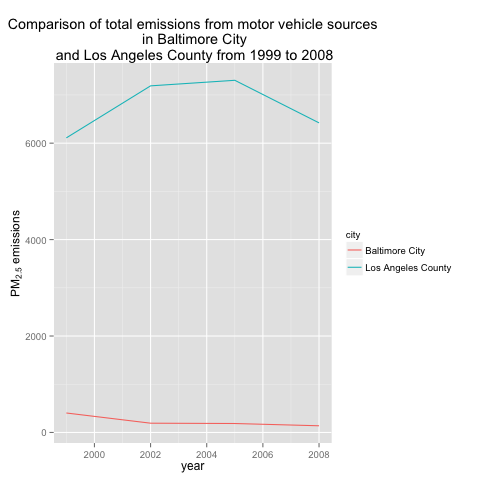 Comparison of total emissions from motor vehicle sources
in Baltimore City
and Los Angeles County from 1999 to 2008
6000
4000
2000
0
PM2.5 emissions
2000 2002 2004 2006 2008
year
city
Baltimore City
Los Angeles County